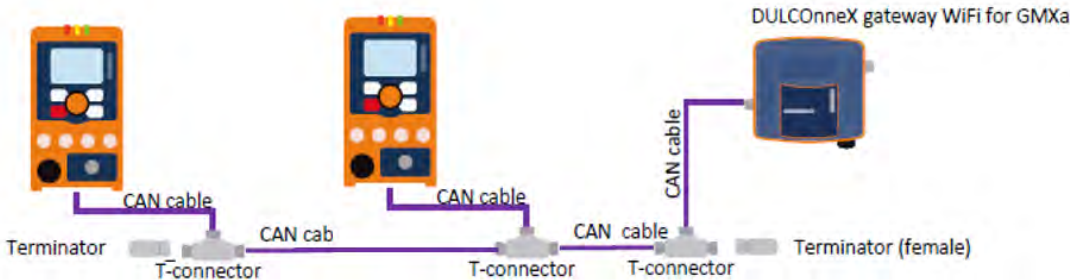 DULCOnneX gateway WiFi for GMXa
CAN cable
CAN cable
CAN cable
Terminator
CAN cab
CAN cable
Terminator (female)
T-connector
T-connector
T-connector